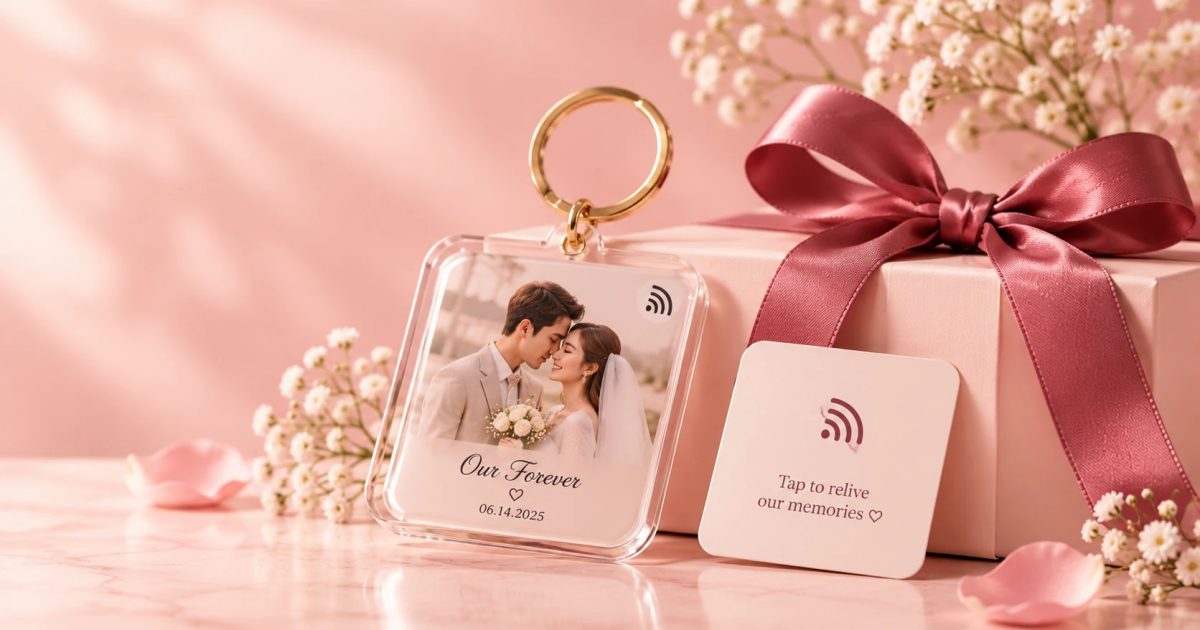 Our Forever
♡
06.14.2025
Tap to relive
our memories ♡